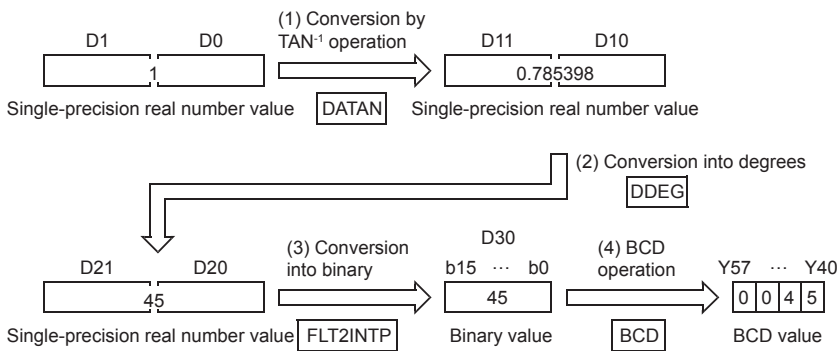 (1) Conversion by
TAN-1 operation
D1 D0 D11 D10
1 0.785398
Single-precision real number value DATAN Single-precision real number value
(2) Conversion into degrees
DDEG
(3) Conversion
into binary
D30
(4) BCD
operation
D21 D20 b15 ··· b0 Y57 ··· Y40
45 45 0 0 4 5
Single-precision real number value FLT2INTP Binary value BCD BCD value